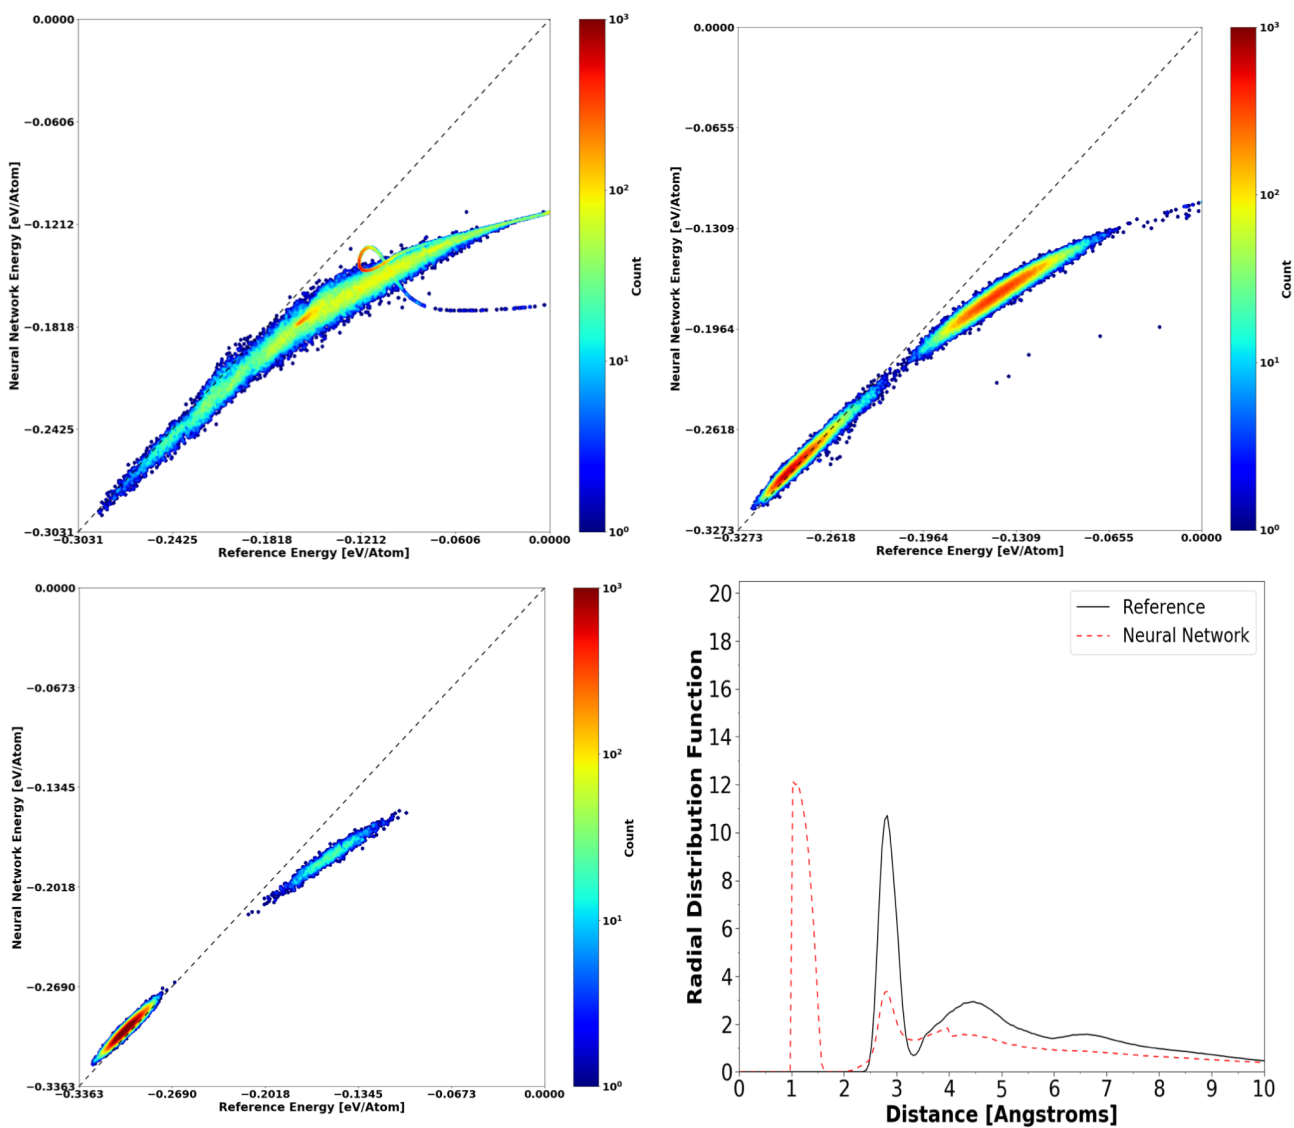 0.0000
−0.0606
−0.1212
−0.1818
−0.2425
−0.3031
Neural Network Energy [eV/Atom]
−0.3031 −0.2425 −0.1818 −0.1212 −0.0606 0.0000
Reference Energy [eV/Atom]
10³
10²
10¹
10⁰
Count
0.0000
−0.0655
−0.1309
−0.1964
−0.2618
−0.3273
Neural Network Energy [eV/Atom]
−0.3273 −0.2618 −0.1964 −0.1309 −0.0655 0.0000
Reference Energy [eV/Atom]
10³
10²
10¹
10⁰
Count
0.0000
−0.0673
−0.1345
−0.2018
−0.2690
−0.3363
Neural Network Energy [eV/Atom]
−0.3363 −0.2690 −0.2018 −0.1345 −0.0673 0.0000
Reference Energy [eV/Atom]
10³
10²
10¹
10⁰
Count
20
18
16
14
12
10
8
6
4
2
0
Radial Distribution Function
Reference
Neural Network
0 1 2 3 4 5 6 7 8 9 10
Distance [Angstroms]